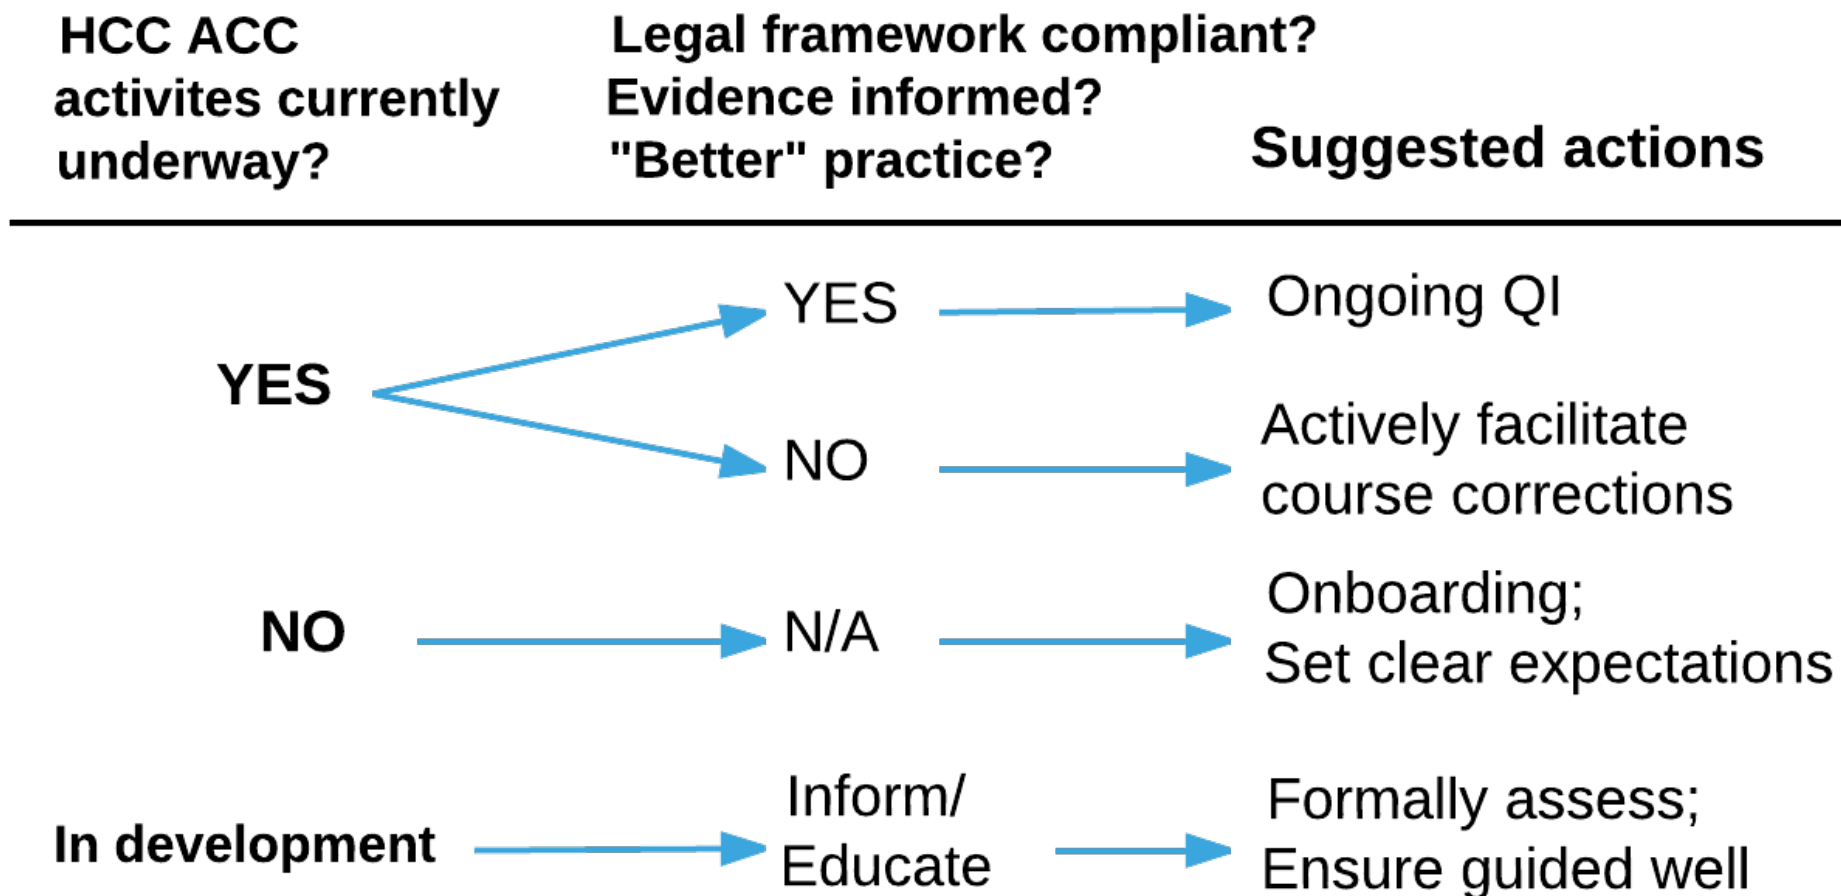 HCC ACC
activites currently
underway?
Legal framework compliant?
Evidence informed?
"Better" practice?
Suggested actions
YES
YES
Ongoing QI
NO
Actively facilitate
course corrections
NO
N/A
Onboarding;
Set clear expectations
In development
Inform/
Educate
Formally assess;
Ensure guided well